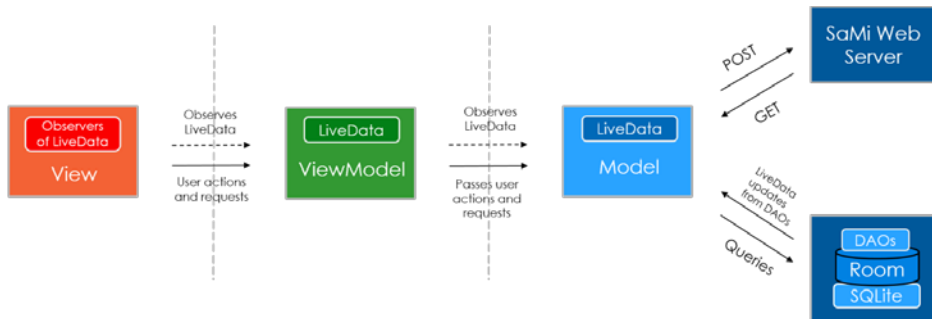 SaMi Web
Server
POST
GET
Observers
of LiveData
View
Observes
LiveData
User actions
and requests
LiveData
ViewModel
Observes
LiveData
Passes user
actions and
requests
LiveData
Model
LiveData
updates
from DAOs
Queries
DAOs
Room
SQLite